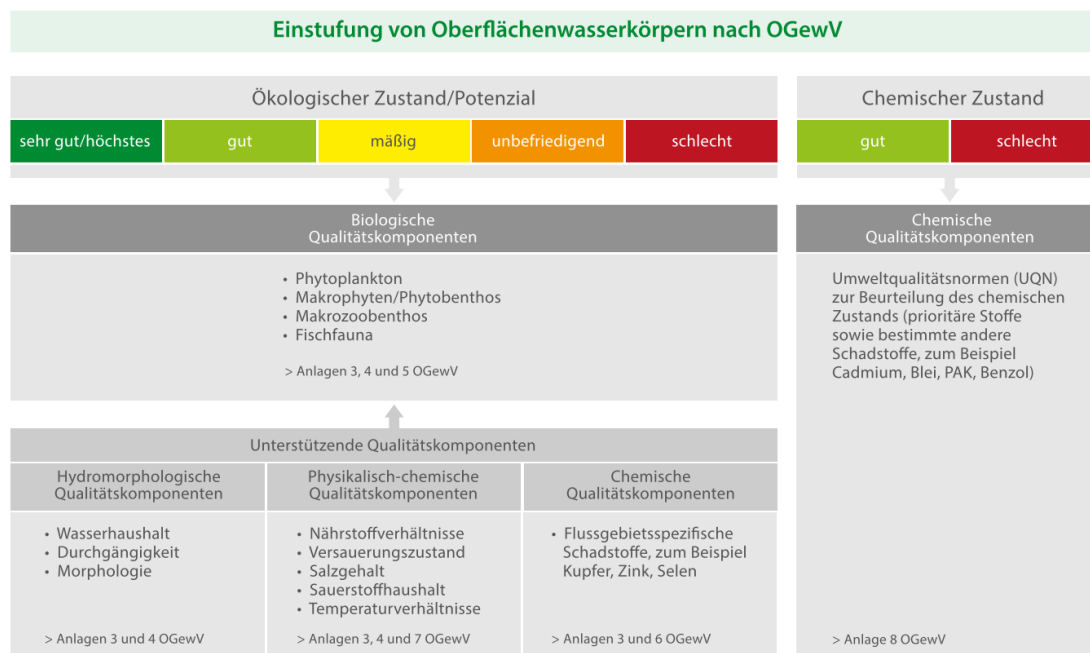 Einstufung von Oberflächenwasserkörpern nach OGewV
Ökologischer Zustand/Potenzial
sehr gut/höchstes
gut
mäßig
unbefriedigend
schlecht
Biologische
Qualitätskomponenten
• Phytoplankton
• Makrophyten/Phytobenthos
• Makrozoobenthos
• Fischfauna
> Anlagen 3, 4 und 5 OGewV
Unterstützende Qualitätskomponenten
Hydromorphologische
Qualitätskomponenten
• Wasserhaushalt
• Durchgängigkeit
• Morphologie
> Anlagen 3 und 4 OGewV
Physikalisch-chemische
Qualitätskomponenten
• Nährstoffverhältnisse
• Versauerungszustand
• Salzgehalt
• Sauerstoffhaushalt
• Temperaturverhältnisse
> Anlagen 3, 4 und 7 OGewV
Chemische
Qualitätskomponenten
• Flussgebietsspezifische
Schadstoffe, zum Beispiel
Kupfer, Zink, Selen
> Anlagen 3 und 6 OGewV
Chemischer Zustand
gut
schlecht
Chemische
Qualitätskomponenten
Umweltqualitätsnormen (UQN)
zur Beurteilung des chemischen
Zustands (prioritäre Stoffe
sowie bestimmte andere
Schadstoffe, zum Beispiel
Cadmium, Blei, PAK, Benzol)
> Anlage 8 OGewV